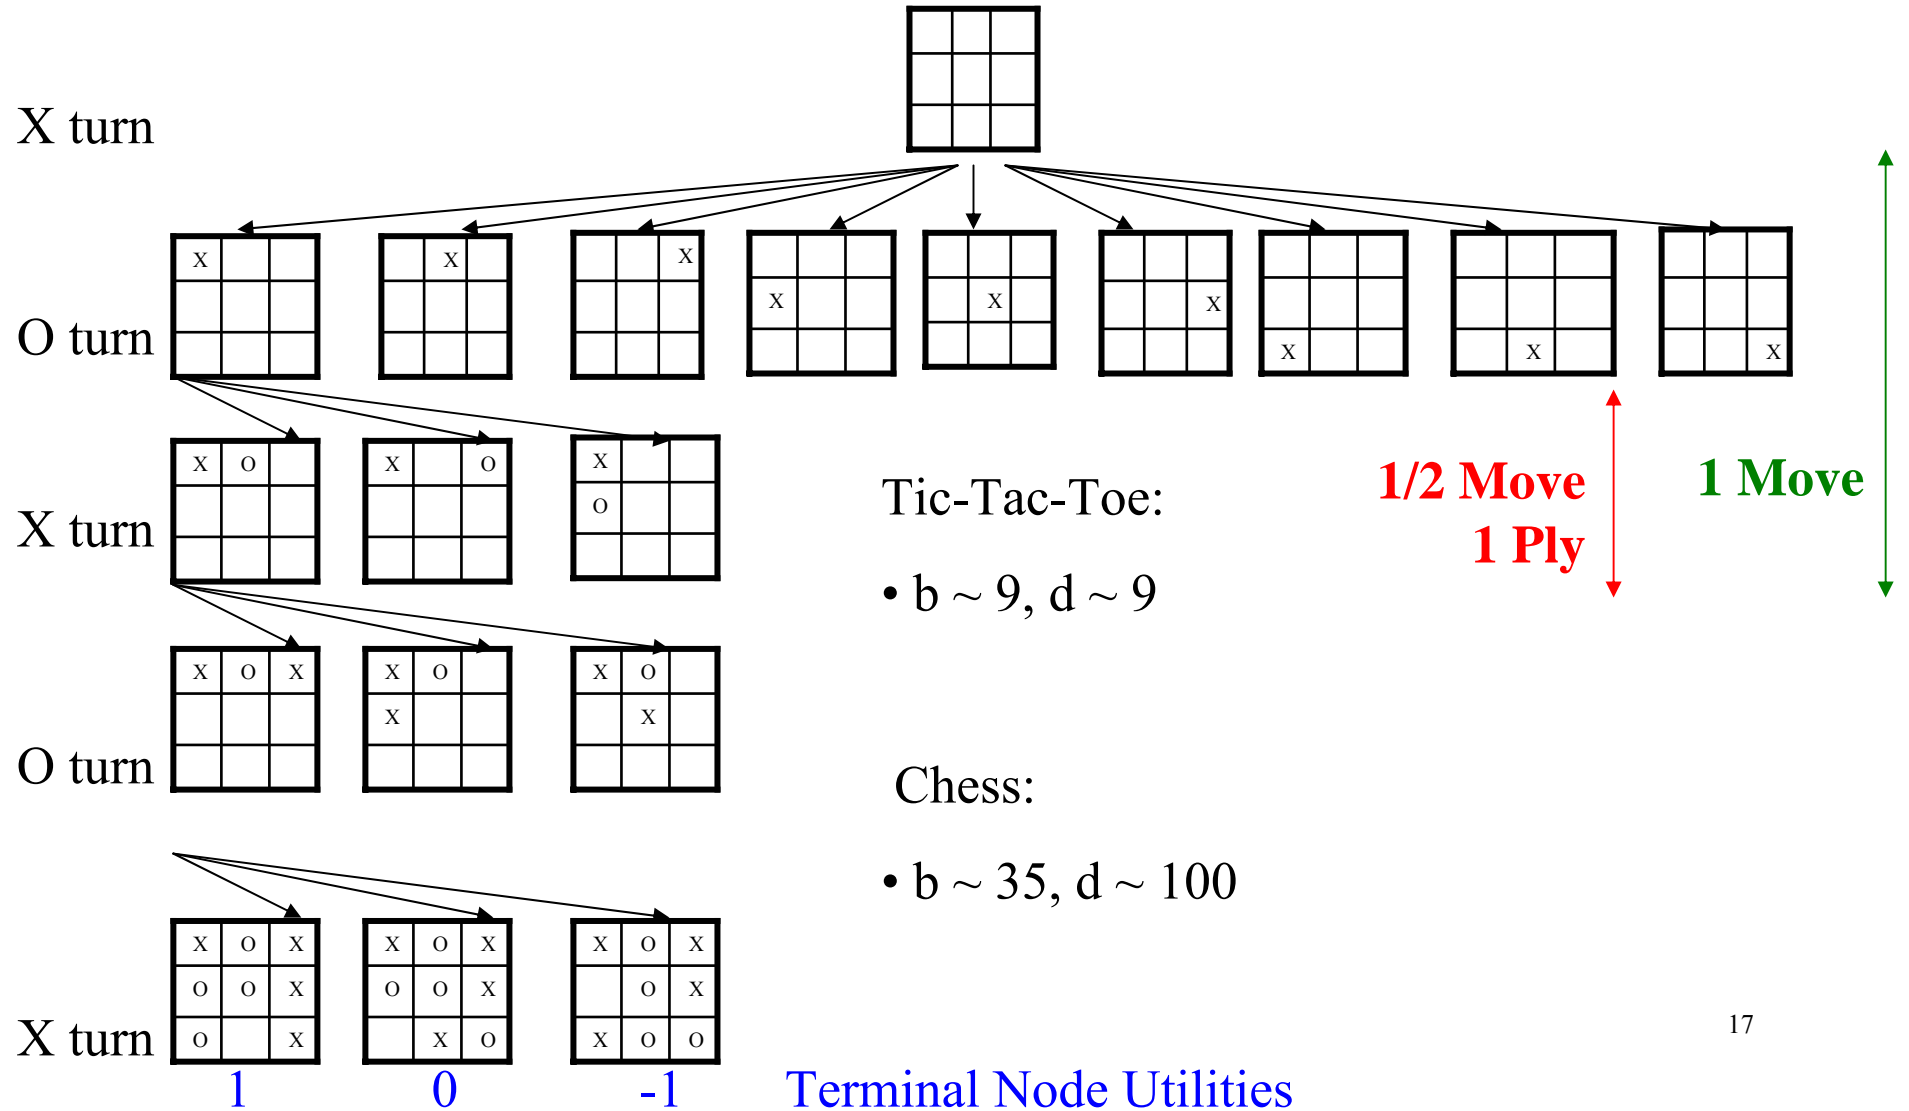 X turn
O turn
X X X X X X X X X
X turn
X O
X O
X
O
Tic-Tac-Toe:
• b ~ 9, d ~ 9
1/2 Move
1 Ply
1 Move
O turn
X O X
X O
X
X O
X
Chess:
• b ~ 35, d ~ 100
X turn
X O X
O O X
O X
X O X
O O X
X O
X O X
O X
X O O
1 0 -1 Terminal Node Utilities
17